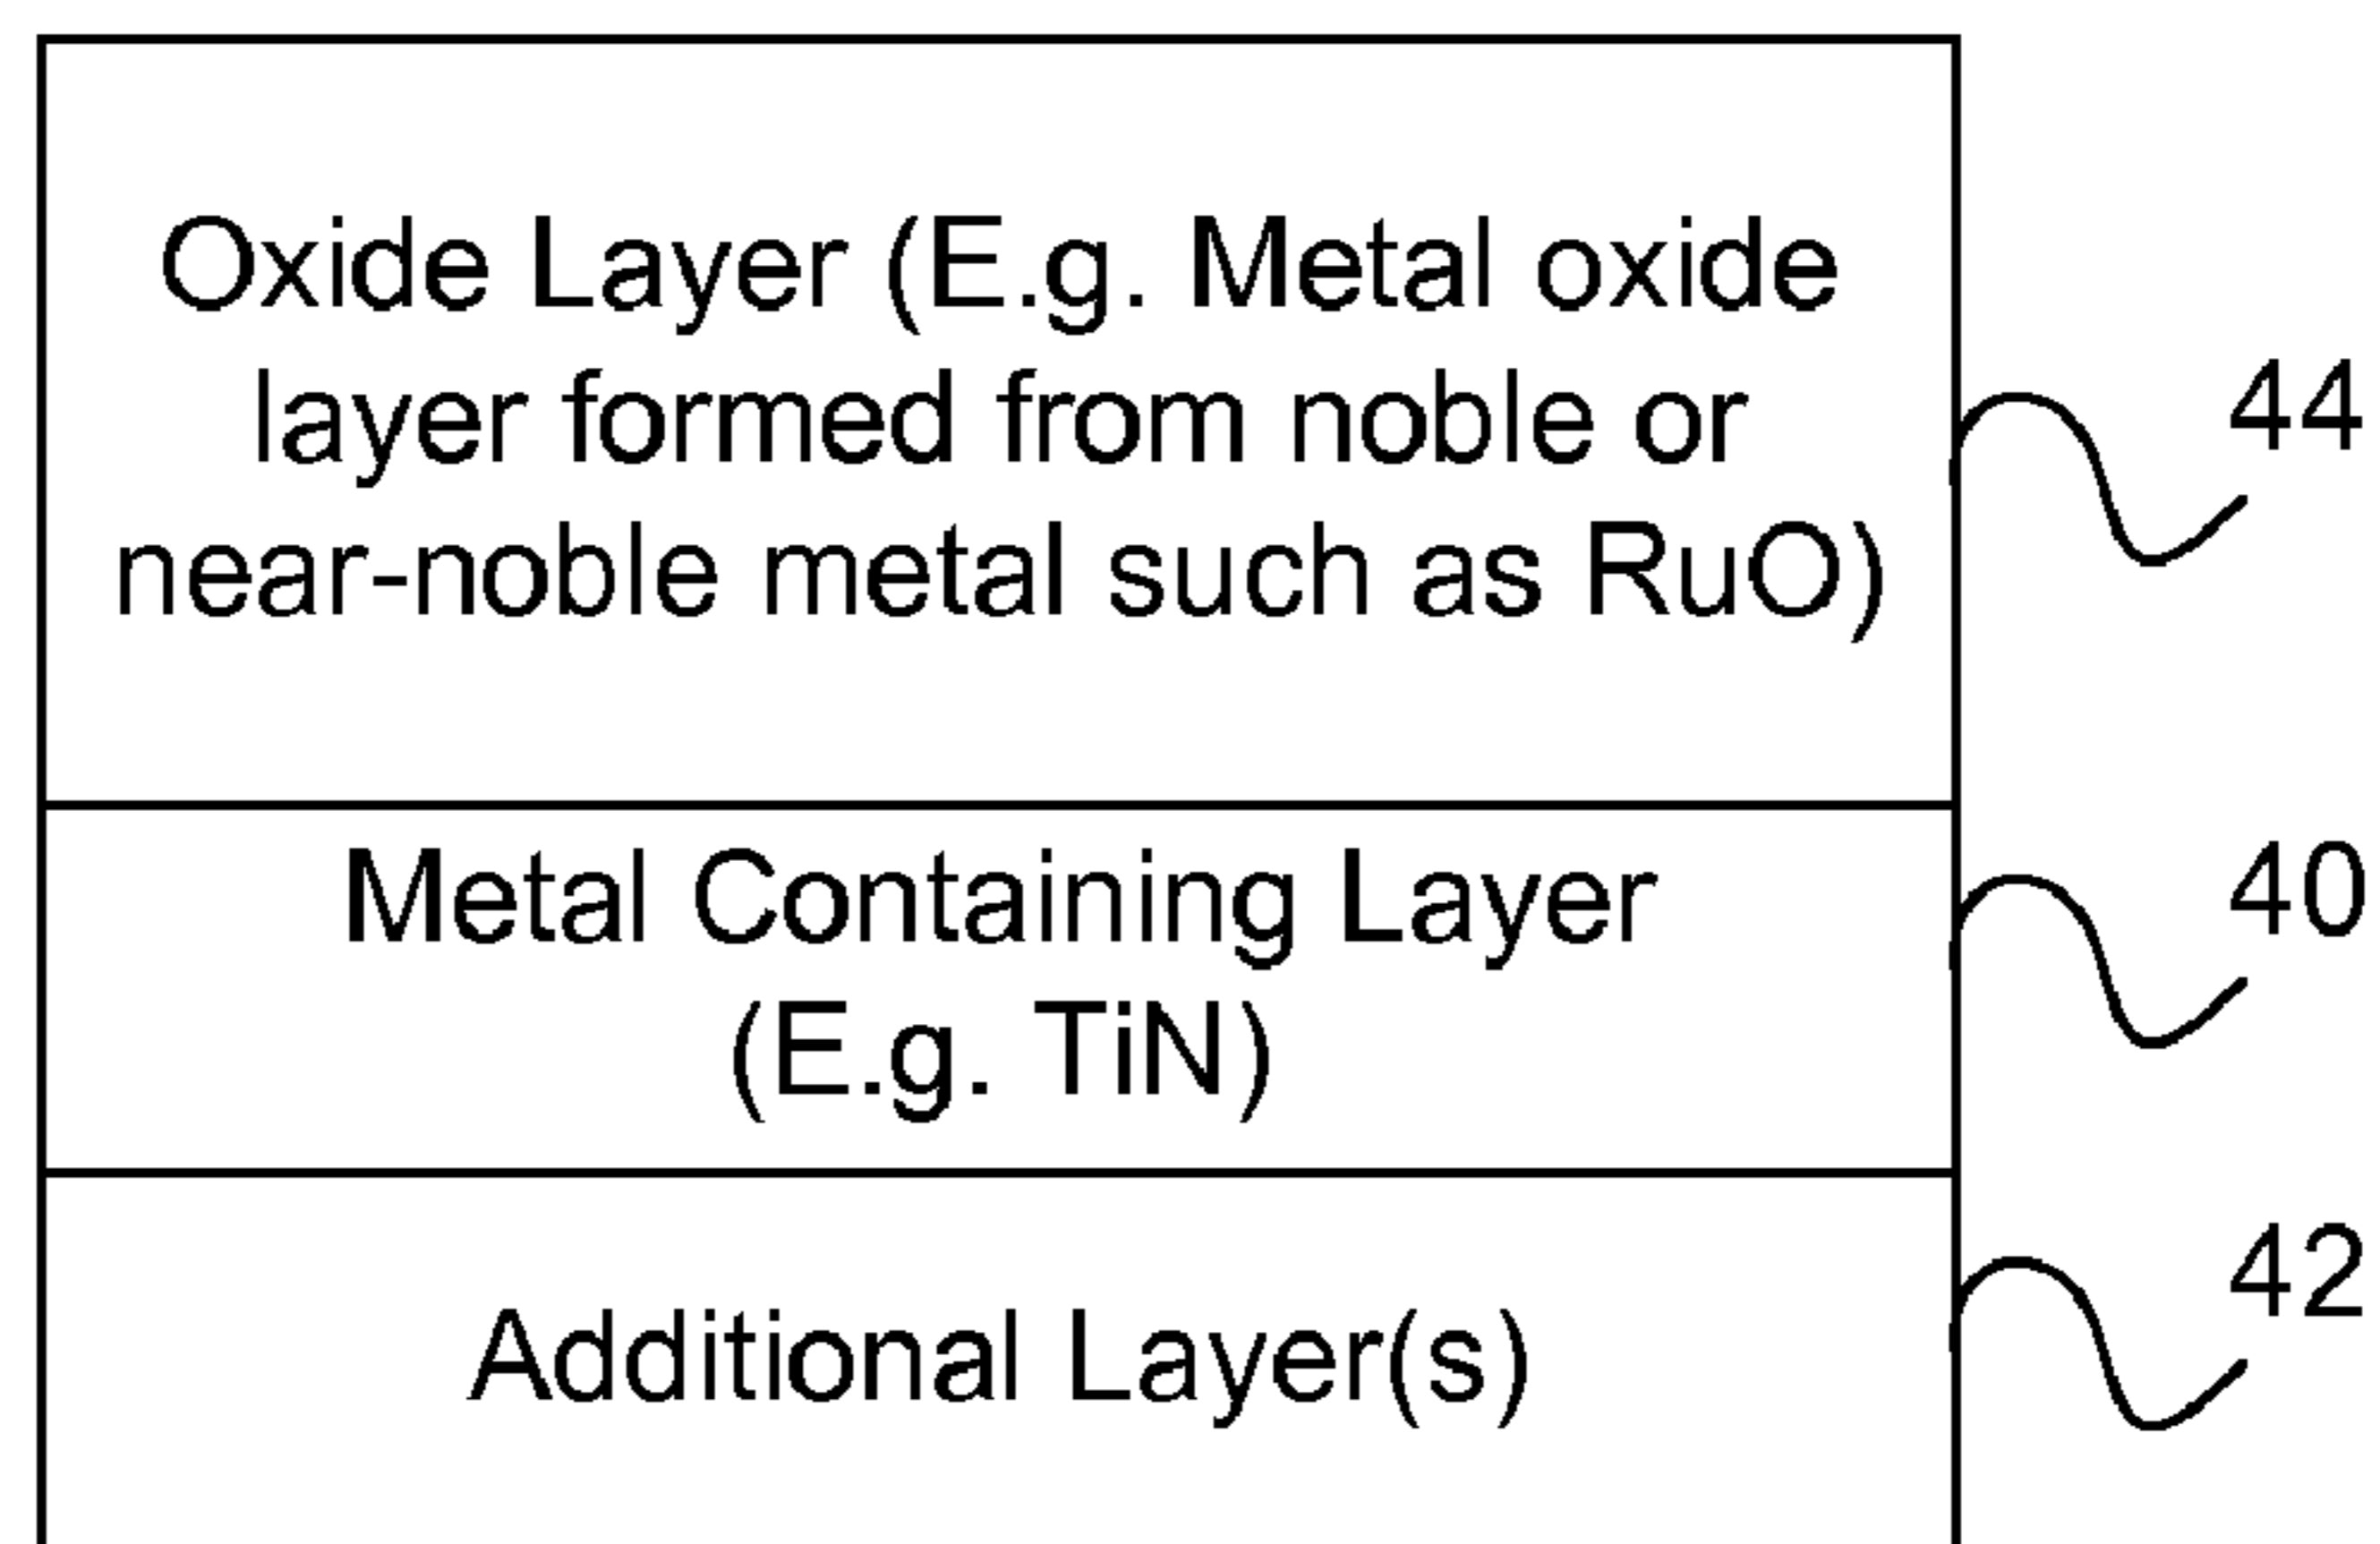 Oxide Layer (E.g. Metal oxide
layer formed from noble or
near-noble metal such as RuO)
44
Metal Containing Layer
(E.g. TiN)
40
Additional Layer(s)
42